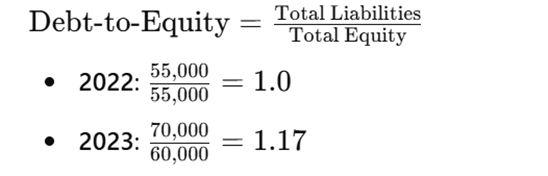 Debt-to-Equity = Total Liabilities / Total Equity
• 2022: 55,000 / 55,000 = 1.0
• 2023: 70,000 / 60,000 = 1.17